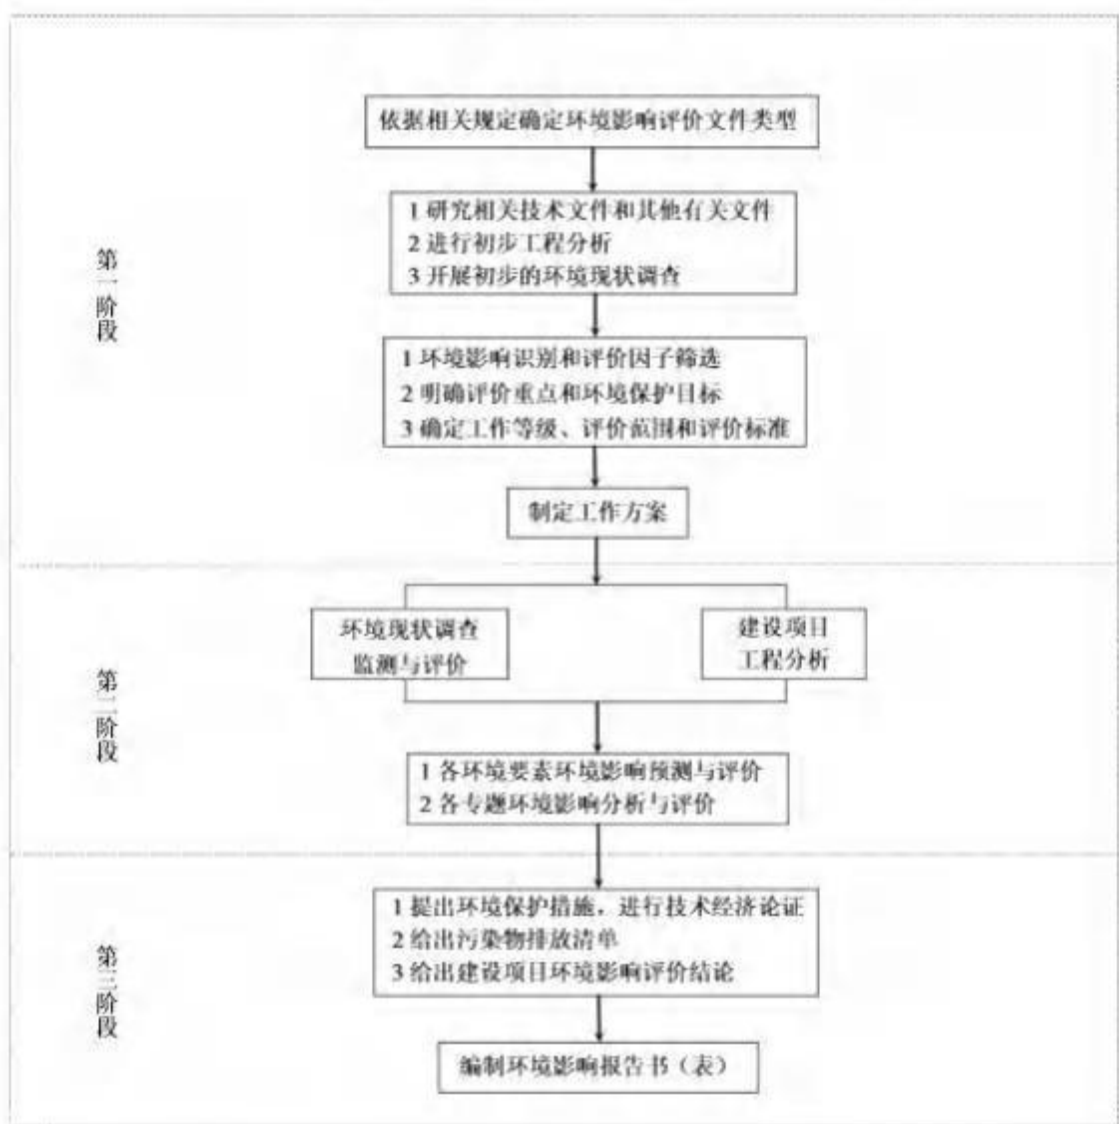 依据相关规定确定环境影响评价文件类型
1 研究相关技术文件和其他有关文件
2 进行初步工程分析
3 开展初步的环境现状调查
第一阶段
1 环境影响识别和评价因子筛选
2 明确评价重点和环境保护目标
3 确定工作等级、评价范围和评价标准
制定工作方案
环境现状调查
监测与评价
建设项目
工程分析
第二阶段
1 各环境要素环境影响预测与评价
2 各专题环境影响分析与评价
1 提出环境保护措施，进行技术经济论证
2 给出污染物排放清单
3 给出建设项目环境影响评价结论
第三阶段
编制环境影响报告书（表）